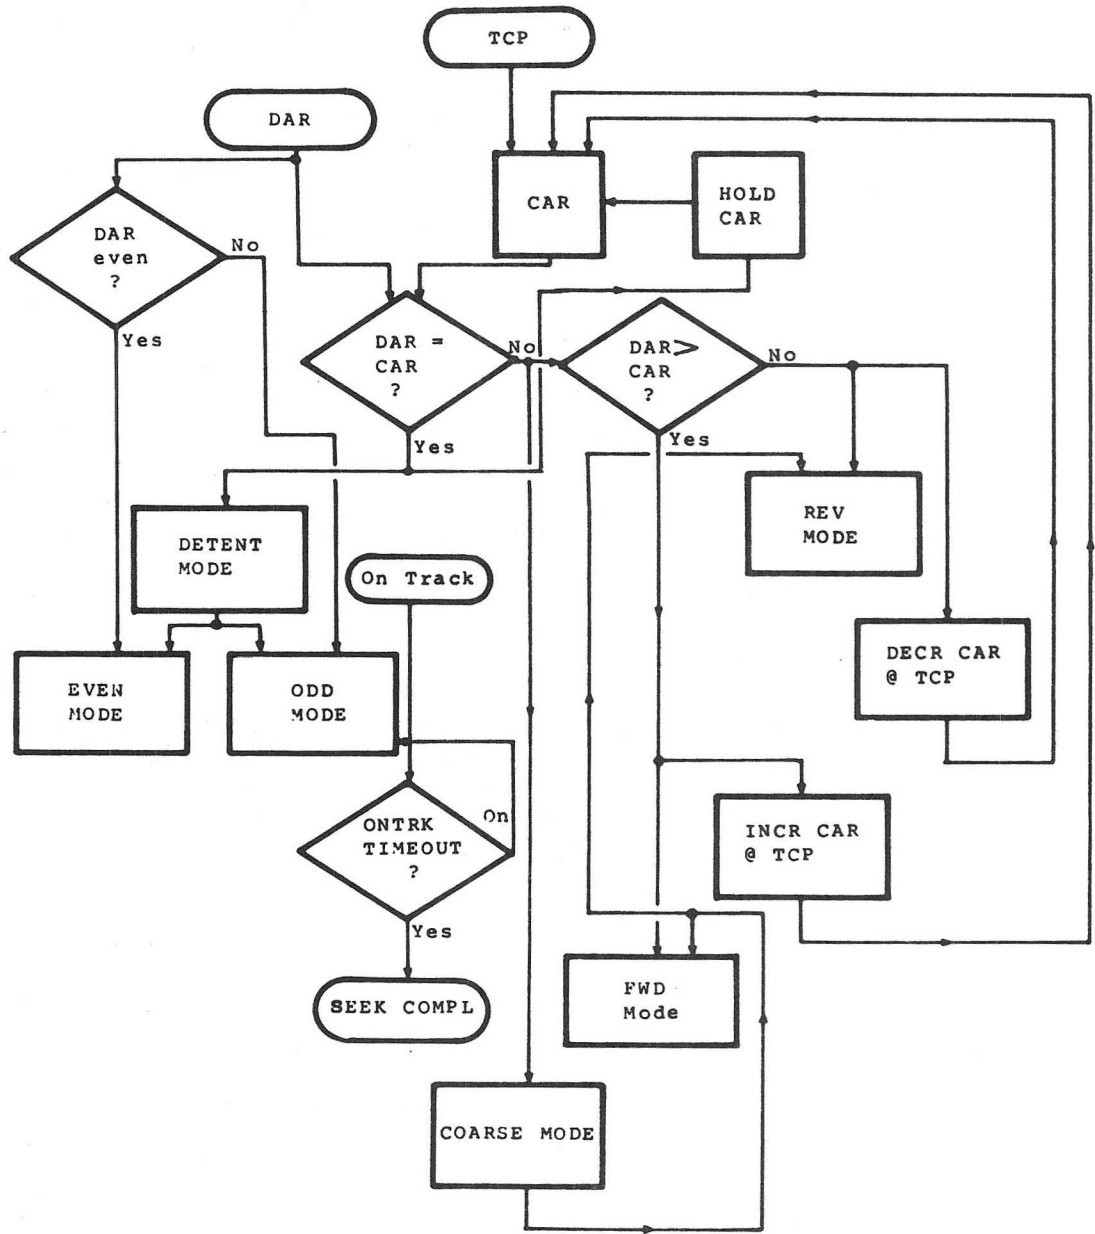 TCP
DAR
CAR
HOLD
CAR
DAR
even
?
No
Yes
DAR =
CAR
?
No
Yes
DAR>
CAR
?
No
Yes
REV
MODE
DETENT
MODE
On Track
EVEN
MODE
ODD
MODE
DECR CAR
@ TCP
ONTRK
TIMEOUT
?
On
Yes
INCR CAR
@ TCP
SEEK COMPL
FWD
Mode
COARSE MODE